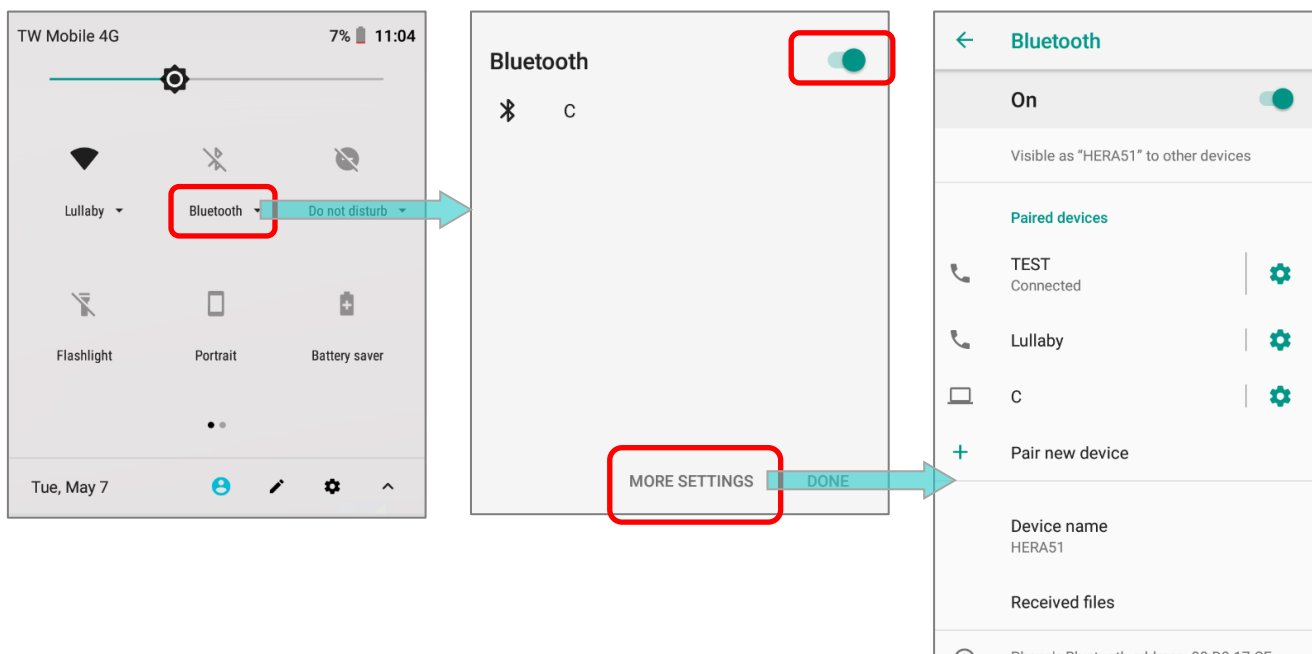 TW Mobile 4G
7% 11:04
Lullaby
Bluetooth
Do not disturb
Flashlight
Portrait
Battery saver
Tue, May 7
Bluetooth
C
MORE SETTINGS
DONE
Bluetooth
On
Visible as “HERA51” to other devices
Paired devices
TEST
Connected
Lullaby
C
Pair new device
Device name
HERA51
Received files